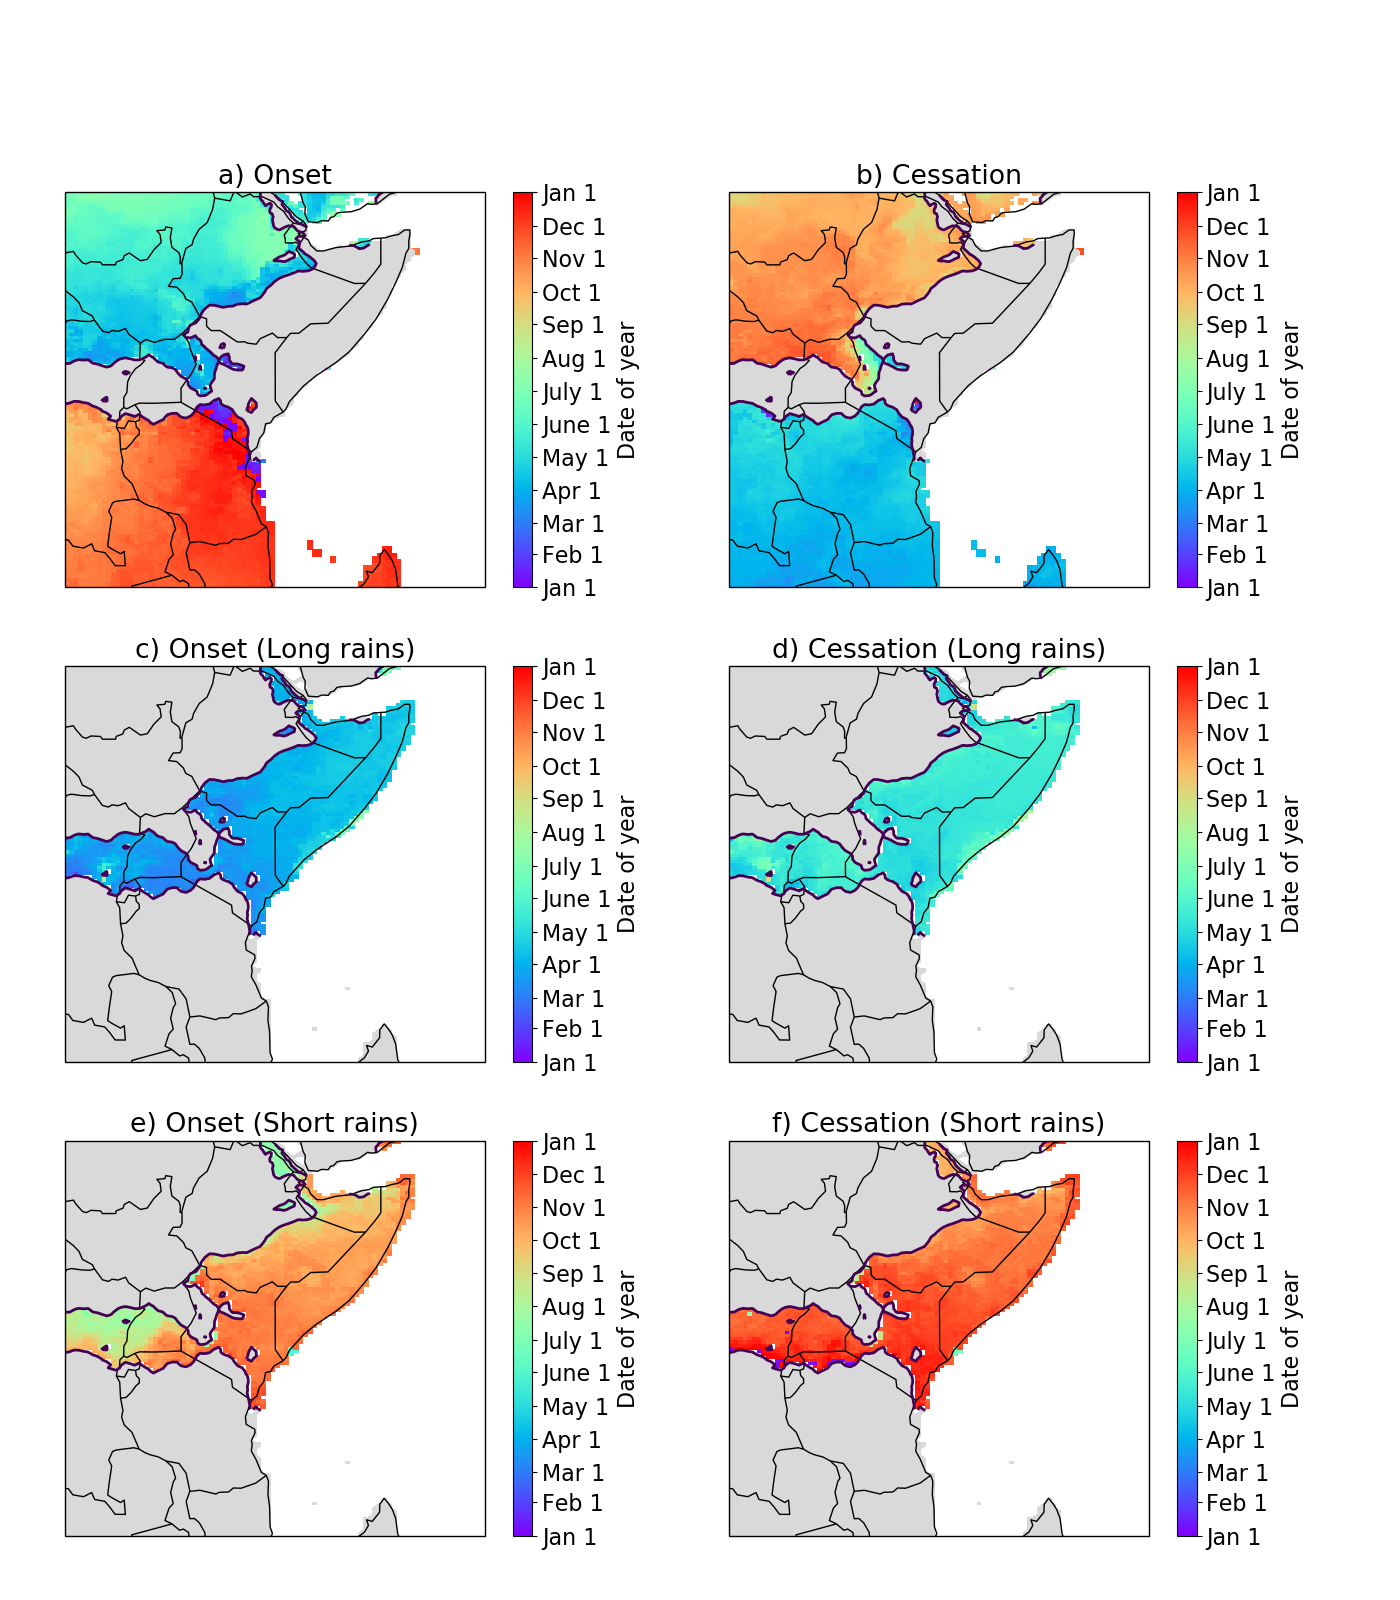 a) Onset
Jan 1
Dec 1
Nov 1
Oct 1
Sep 1
Aug 1
July 1
June 1
May 1
Apr 1
Mar 1
Feb 1
Jan 1
Date of year
b) Cessation
Jan 1
Dec 1
Nov 1
Oct 1
Sep 1
Aug 1
July 1
June 1
May 1
Apr 1
Mar 1
Feb 1
Jan 1
Date of year
c) Onset (Long rains)
Jan 1
Dec 1
Nov 1
Oct 1
Sep 1
Aug 1
July 1
June 1
May 1
Apr 1
Mar 1
Feb 1
Jan 1
Date of year
d) Cessation (Long rains)
Jan 1
Dec 1
Nov 1
Oct 1
Sep 1
Aug 1
July 1
June 1
May 1
Apr 1
Mar 1
Feb 1
Jan 1
Date of year
e) Onset (Short rains)
Jan 1
Dec 1
Nov 1
Oct 1
Sep 1
Aug 1
July 1
June 1
May 1
Apr 1
Mar 1
Feb 1
Jan 1
Date of year
f) Cessation (Short rains)
Jan 1
Dec 1
Nov 1
Oct 1
Sep 1
Aug 1
July 1
June 1
May 1
Apr 1
Mar 1
Feb 1
Jan 1
Date of year